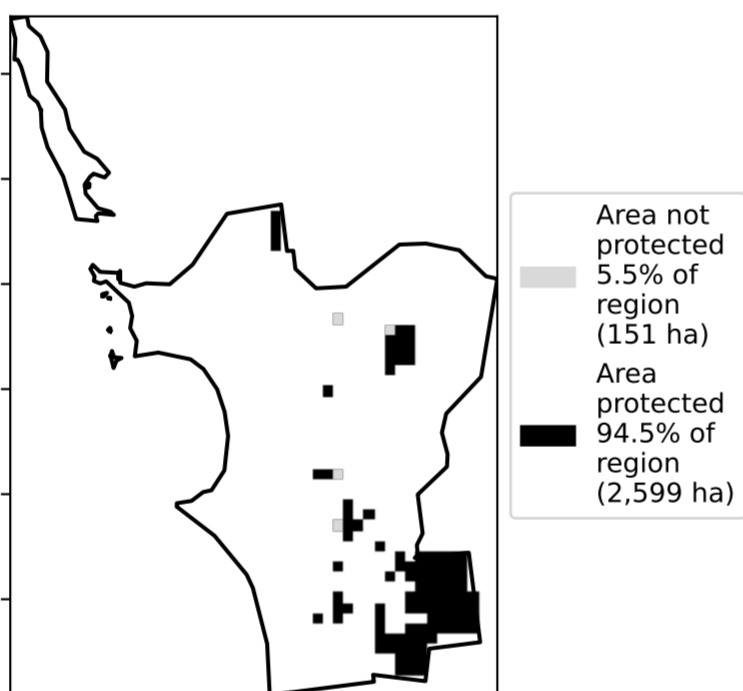 Area not
protected
5.5% of
region
(151 ha)
Area
protected
94.5% of
region
(2,599 ha)